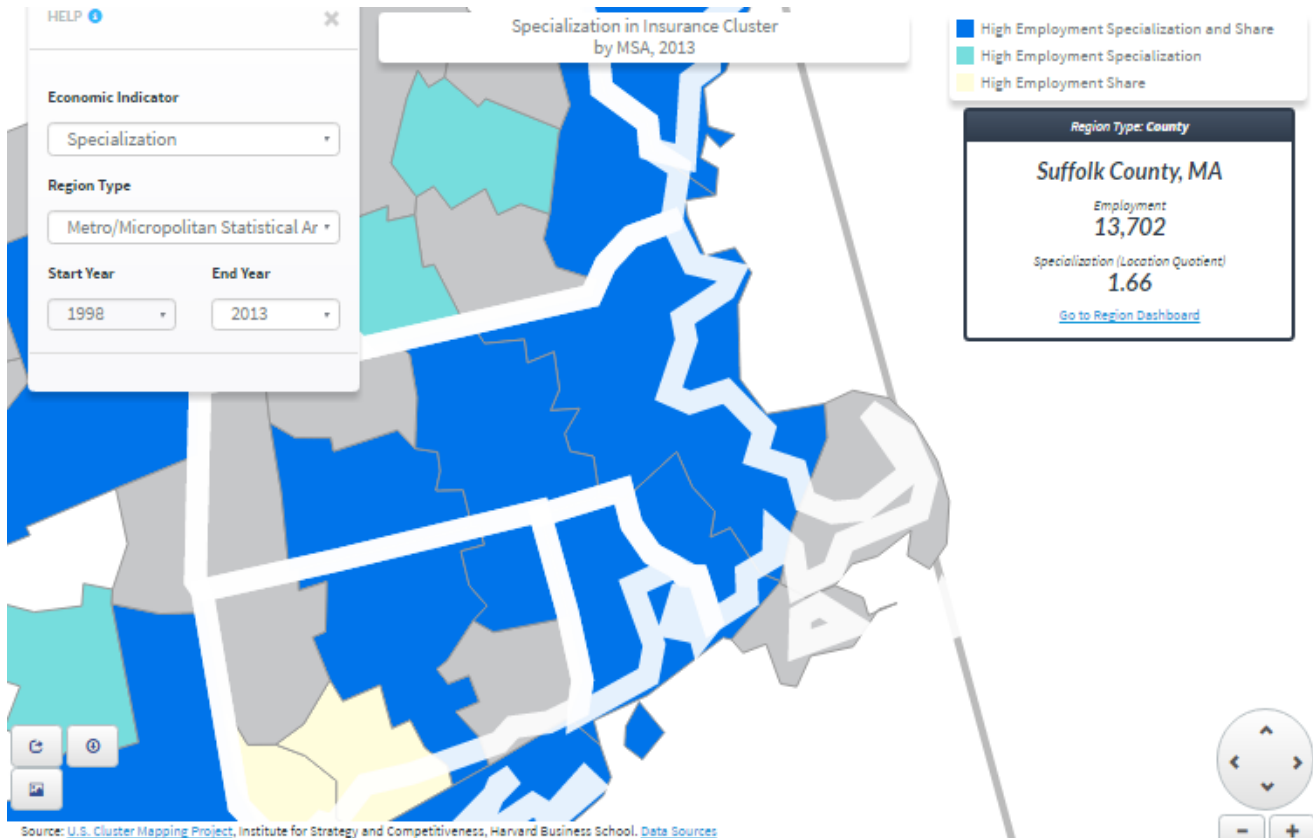 HELP
Economic Indicator
Specialization
Region Type
Metro/Micropolitan Statistical Ar
Start Year End Year
1998 2013
Specialization in Insurance Cluster
by MSA, 2013
High Employment Specialization and Share
High Employment Specialization
High Employment Share
Region Type: County
Suffolk County, MA
Employment
13,702
Specialization (Location Quotient)
1.66
Go to Region Dashboard
Source: U.S. Cluster Mapping Project, Institute for Strategy and Competitiveness, Harvard Business School. Data Sources